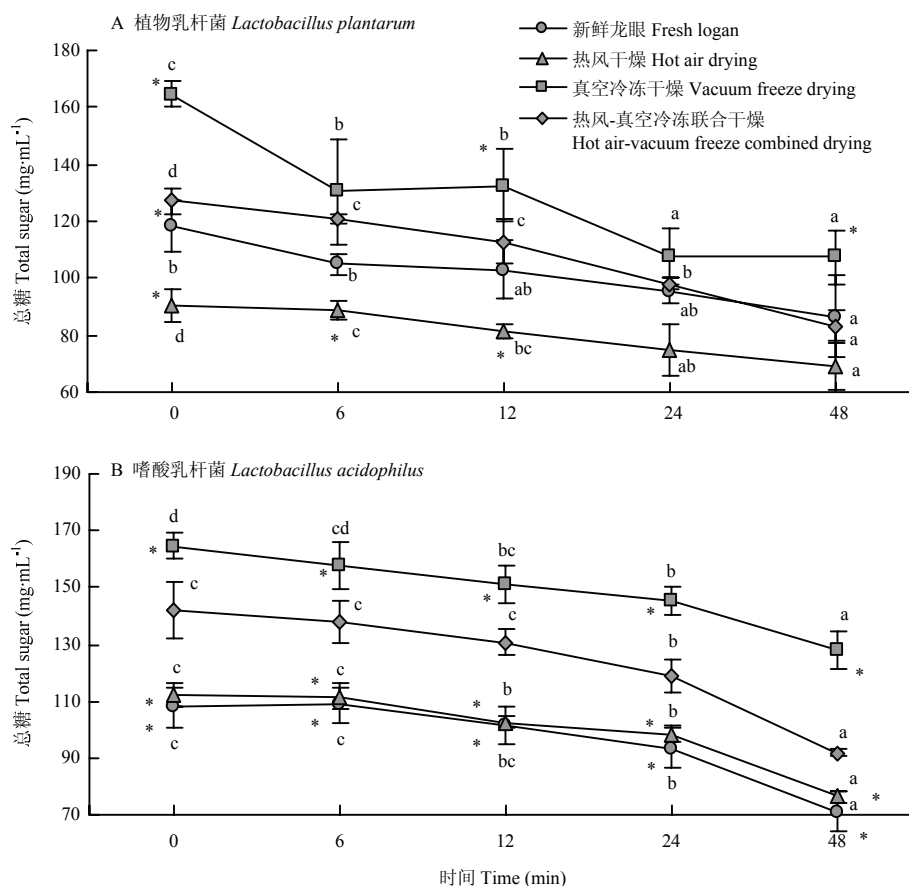 A 植物乳杆菌 Lactobacillus plantarum
新鲜龙眼 Fresh logan
热风干燥 Hot air drying
真空冷冻干燥 Vacuum freeze drying
热风-真空冷冻联合干燥
Hot air-vacuum freeze combined drying
总糖 Total sugar (mg·mL⁻¹)
180
160
140
120
100
80
60
c
*
b
b
*
a
a
*
d
*
c
c
b
b
b
ab
ab
a
a
*
d
*
c
*
bc
ab
a
0 6 12 24 48
B 嗜酸乳杆菌 Lactobacillus acidophilus
总糖 Total sugar (mg·mL⁻¹)
190
170
150
130
110
90
70
d
*
cd
*
bc
*
b
*
a
*
c
c
c
b
a
c
*
c
*
b
*
b
*
a
*
*
c
*
c
*
bc
*
b
a
*
0 6 12 24 48
时间 Time (min)